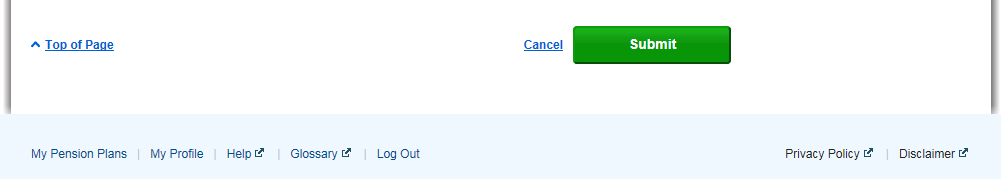 Top of Page Cancel Submit
My Pension Plans | My Profile | Help | Glossary | Log Out Privacy Policy | Disclaimer